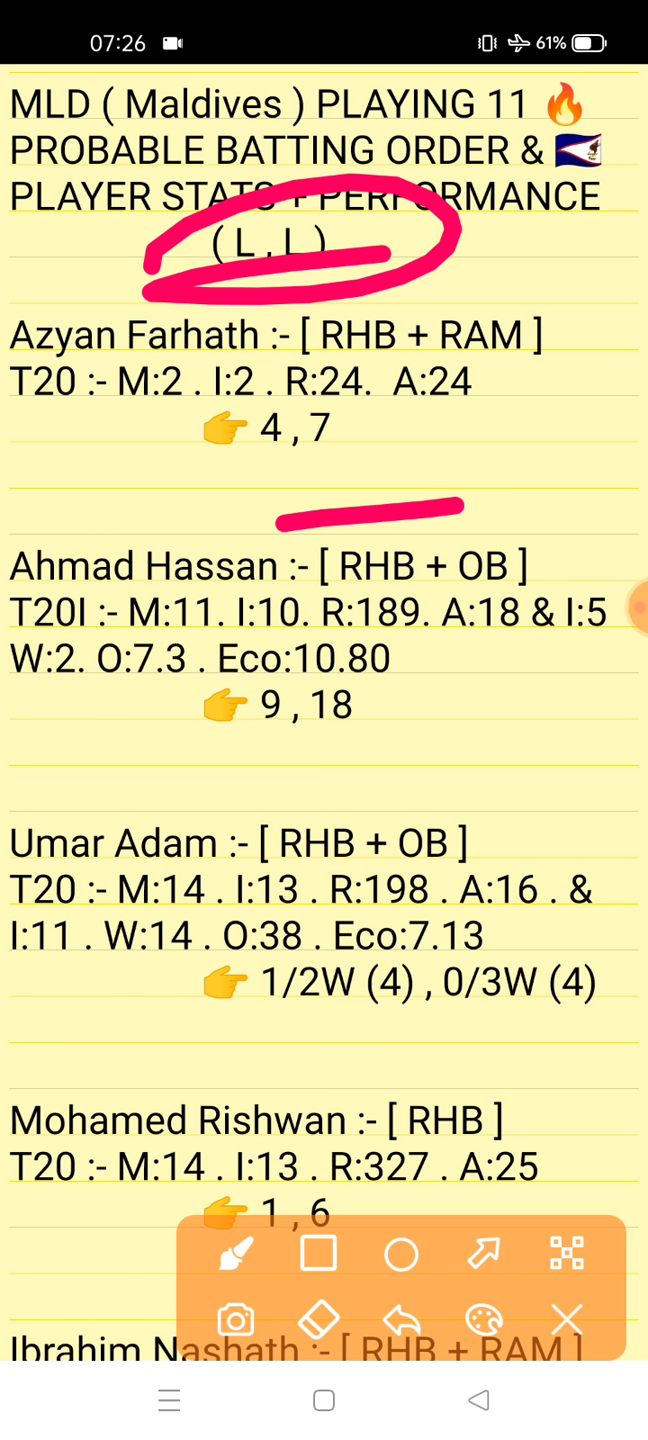 07:26
61%
MLD ( Maldives ) PLAYING 11 🔥
PROBABLE BATTING ORDER & 🇦🇸
PLAYER STATS + PERFORMANCE
( L , L )
Azyan Farhath :- [ RHB + RAM ]
T20 :- M:2 . I:2 . R:24.  A:24
👉 4 , 7
Ahmad Hassan :- [ RHB + OB ]
T20I :- M:11. I:10. R:189. A:18 & I:5
W:2. O:7.3 . Eco:10.80
👉 9 , 18
Umar Adam :- [ RHB + OB ]
T20 :- M:14 . I:13 . R:198 . A:16 . &
I:11 . W:14 . O:38 . Eco:7.13
👉 1/2W (4) , 0/3W (4)
Mohamed Rishwan :- [ RHB ]
T20 :- M:14 . I:13 . R:327 . A:25
👉 1 , 6
Ibrahim Nashath :- [ RHB + RAM ]